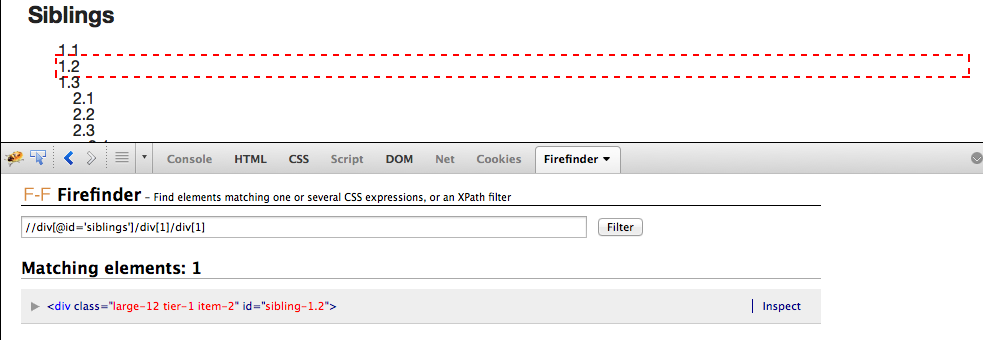 Siblings
1.1
1.2
1.3
2.1
2.2
2.3
Console HTML CSS Script DOM Net Cookies Firefinder ▼
F-F Firefinder – Find elements matching one or several CSS expressions, or an XPath filter
//div[@id='siblings']/div[1]/div[1] Filter
Matching elements: 1
<div class="large-12 tier-1 item-2" id="sibling-1.2"> Inspect